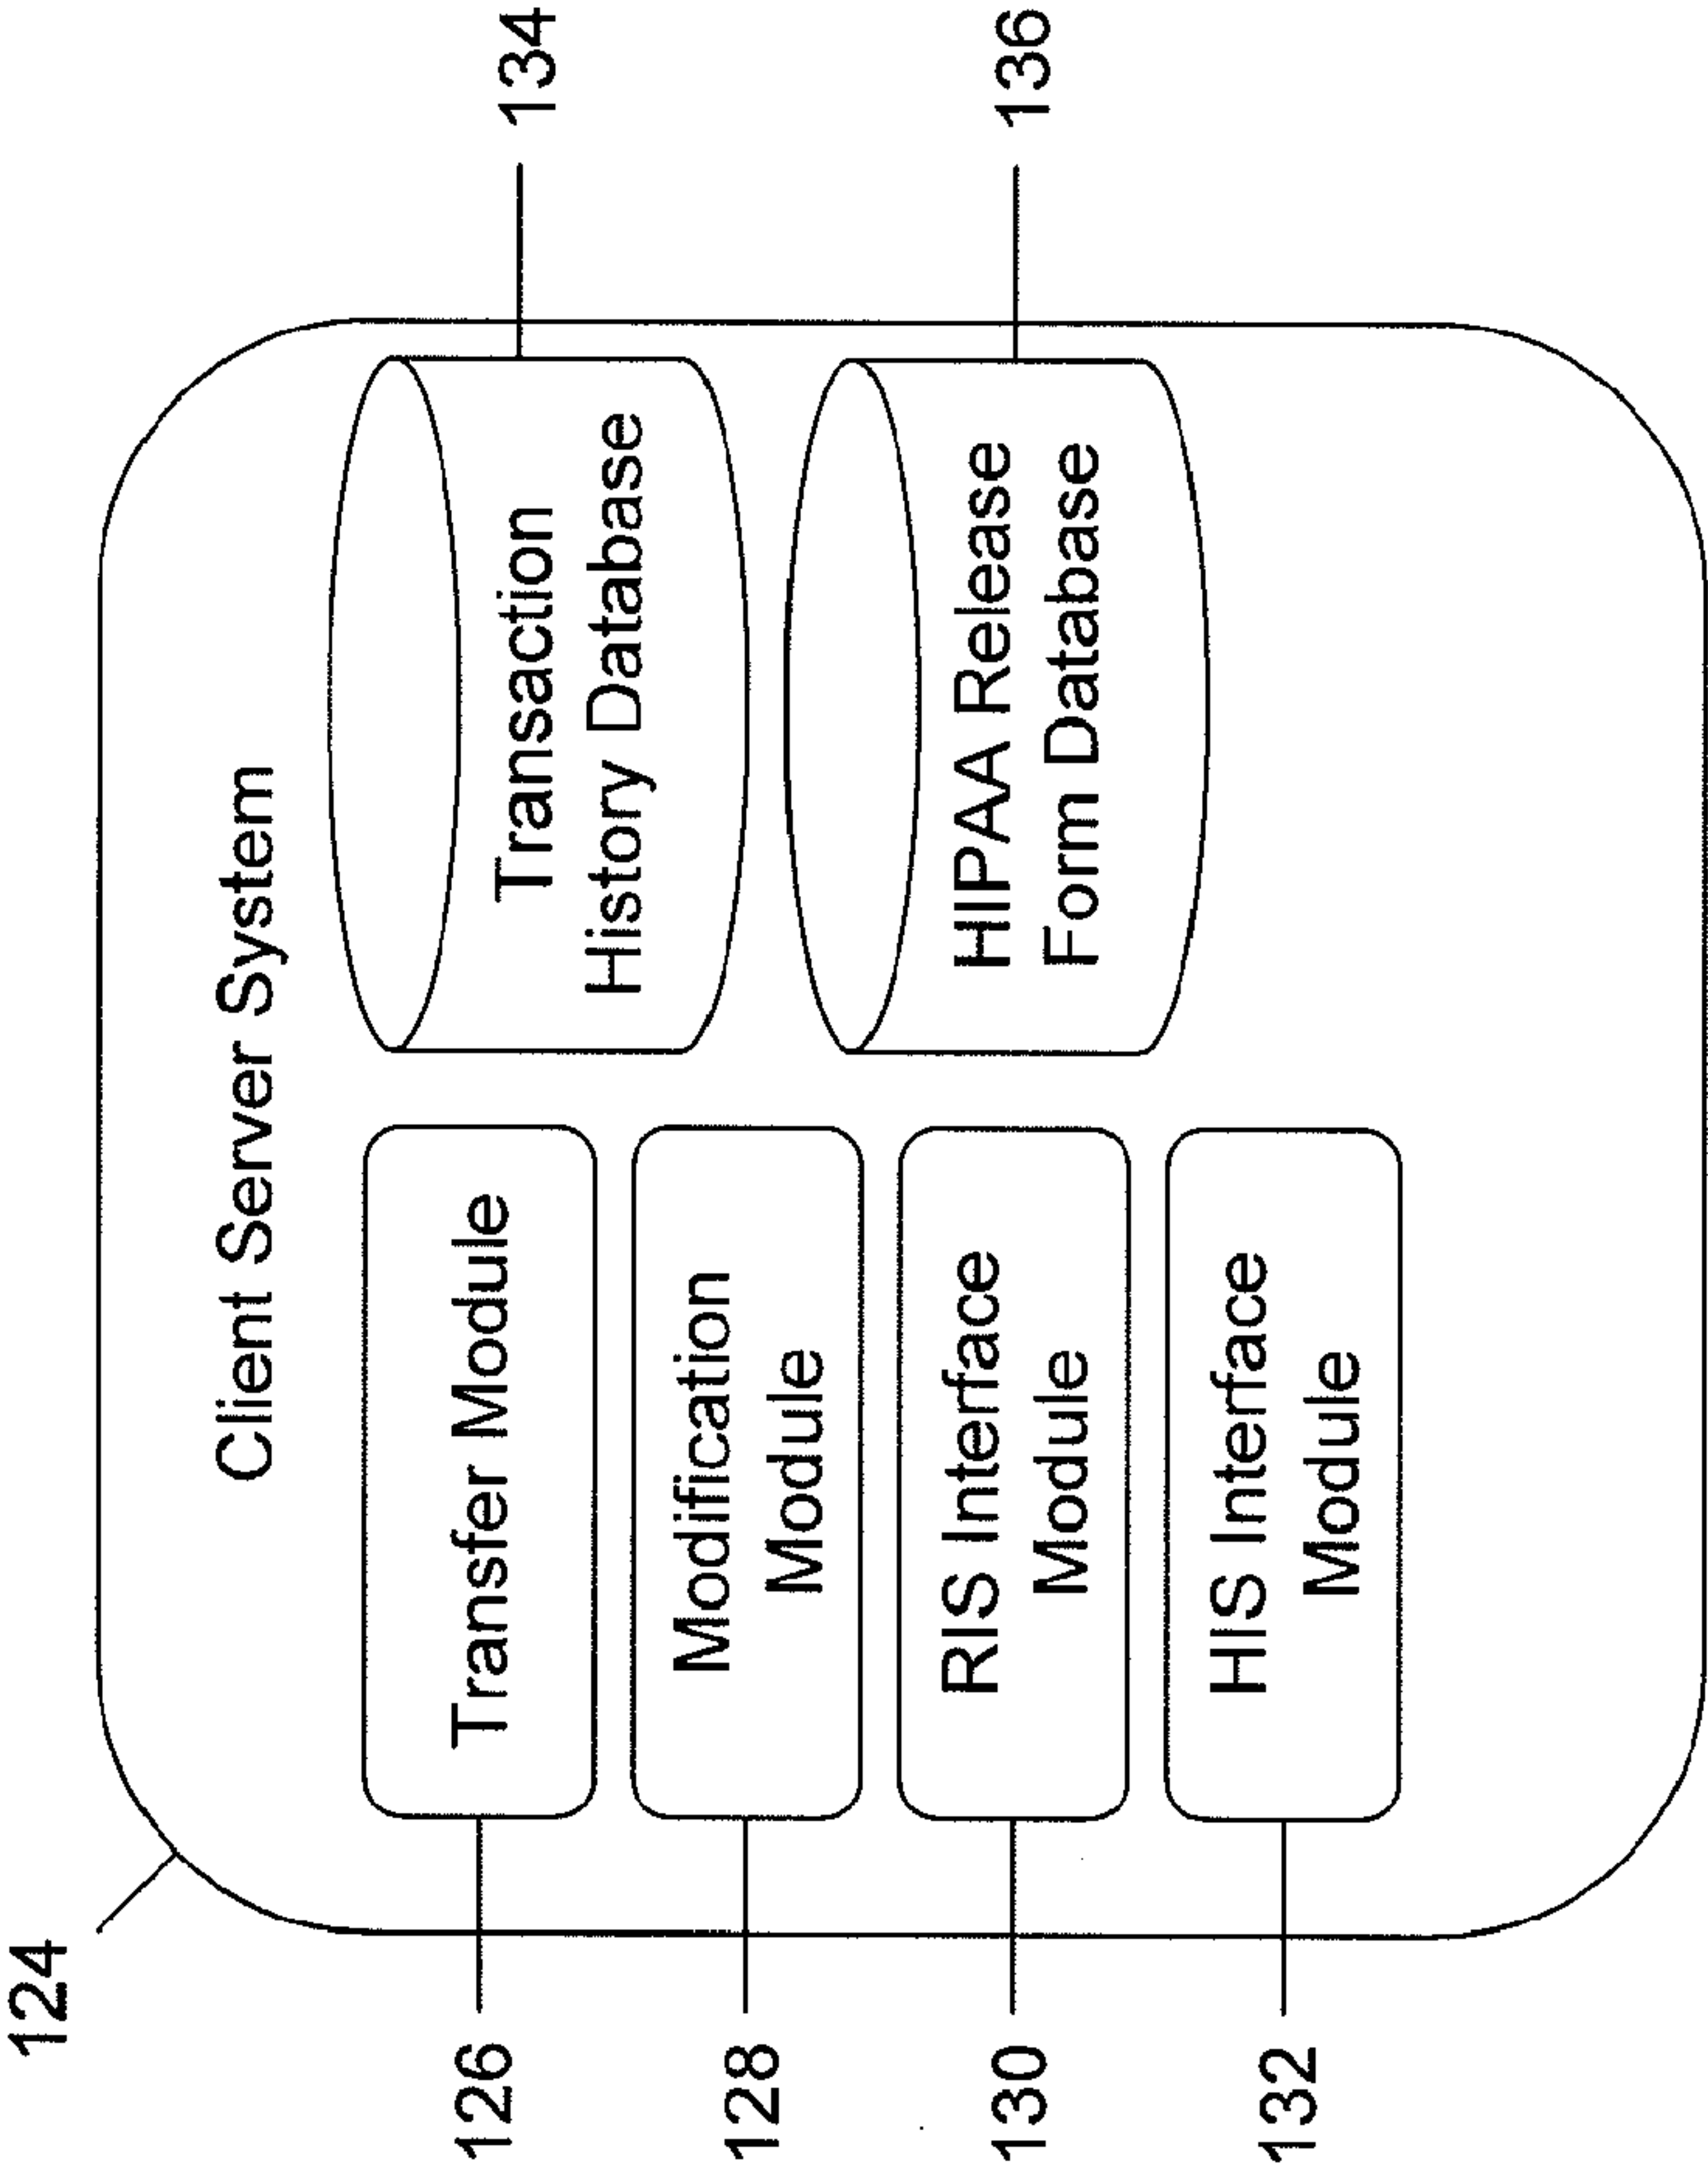 124
Client Server System
126
Transfer Module
128
Modification
Module
130
RIS Interface
Module
132
HIS Interface
Module
Transaction
History Database
134
HIPAA Release
Form Database
136